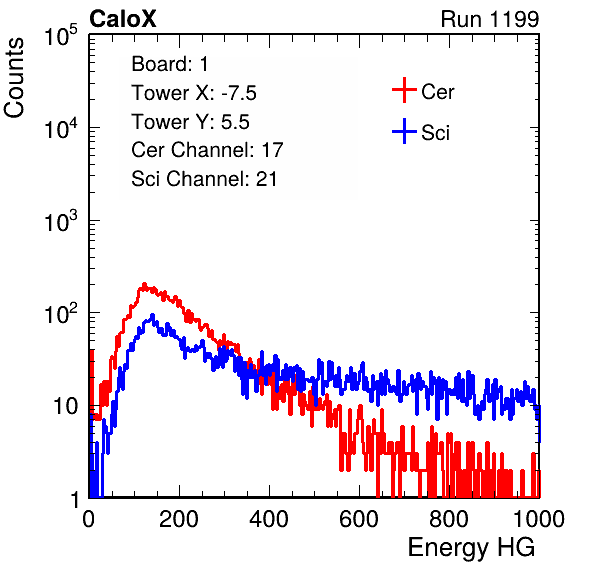 CaloX Run 1199
10^5
Counts
Board: 1
Tower X: -7.5
Tower Y: 5.5
Cer Channel: 17
Sci Channel: 21
Cer
Sci
10^4
10^3
10^2
10
1
0 200 400 600 800 1000
Energy HG